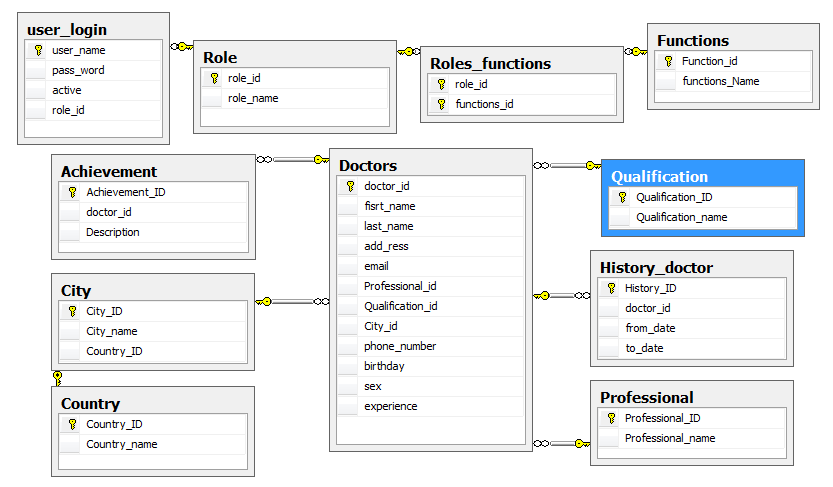 user_login
user_name
pass_word
active
role_id
Role
role_id
role_name
Roles_functions
role_id
functions_id
Functions
Function_id
functions_Name
Achievement
Achievement_ID
doctor_id
Description
Doctors
doctor_id
fisrt_name
last_name
add_ress
email
Professional_id
Qualification_id
City_id
phone_number
birthday
sex
experience
Qualification
Qualification_ID
Qualification_name
City
City_ID
City_name
Country_ID
History_doctor
History_ID
doctor_id
from_date
to_date
Country
Country_ID
Country_name
Professional
Professional_ID
Professional_name